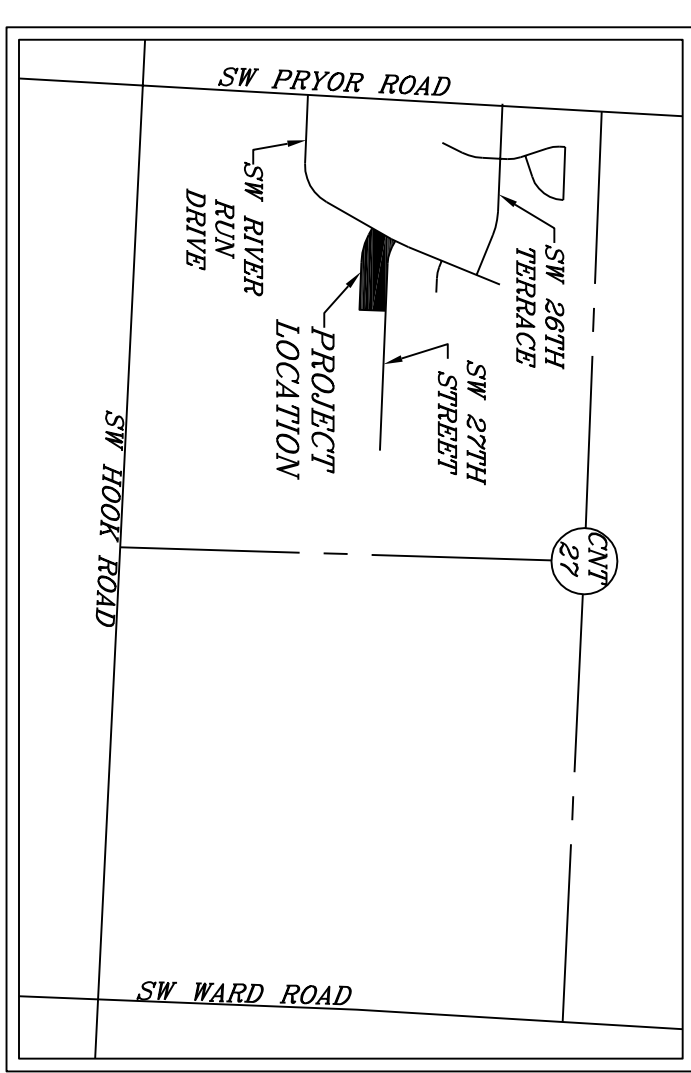 SW PRYOR ROAD
SW 26TH
TERRACE
SW RIVER
RUN
DRIVE
SW 27TH
STREET
PROJECT
LOCATION
CNT
27
SW HOOK ROAD
SW WARD ROAD